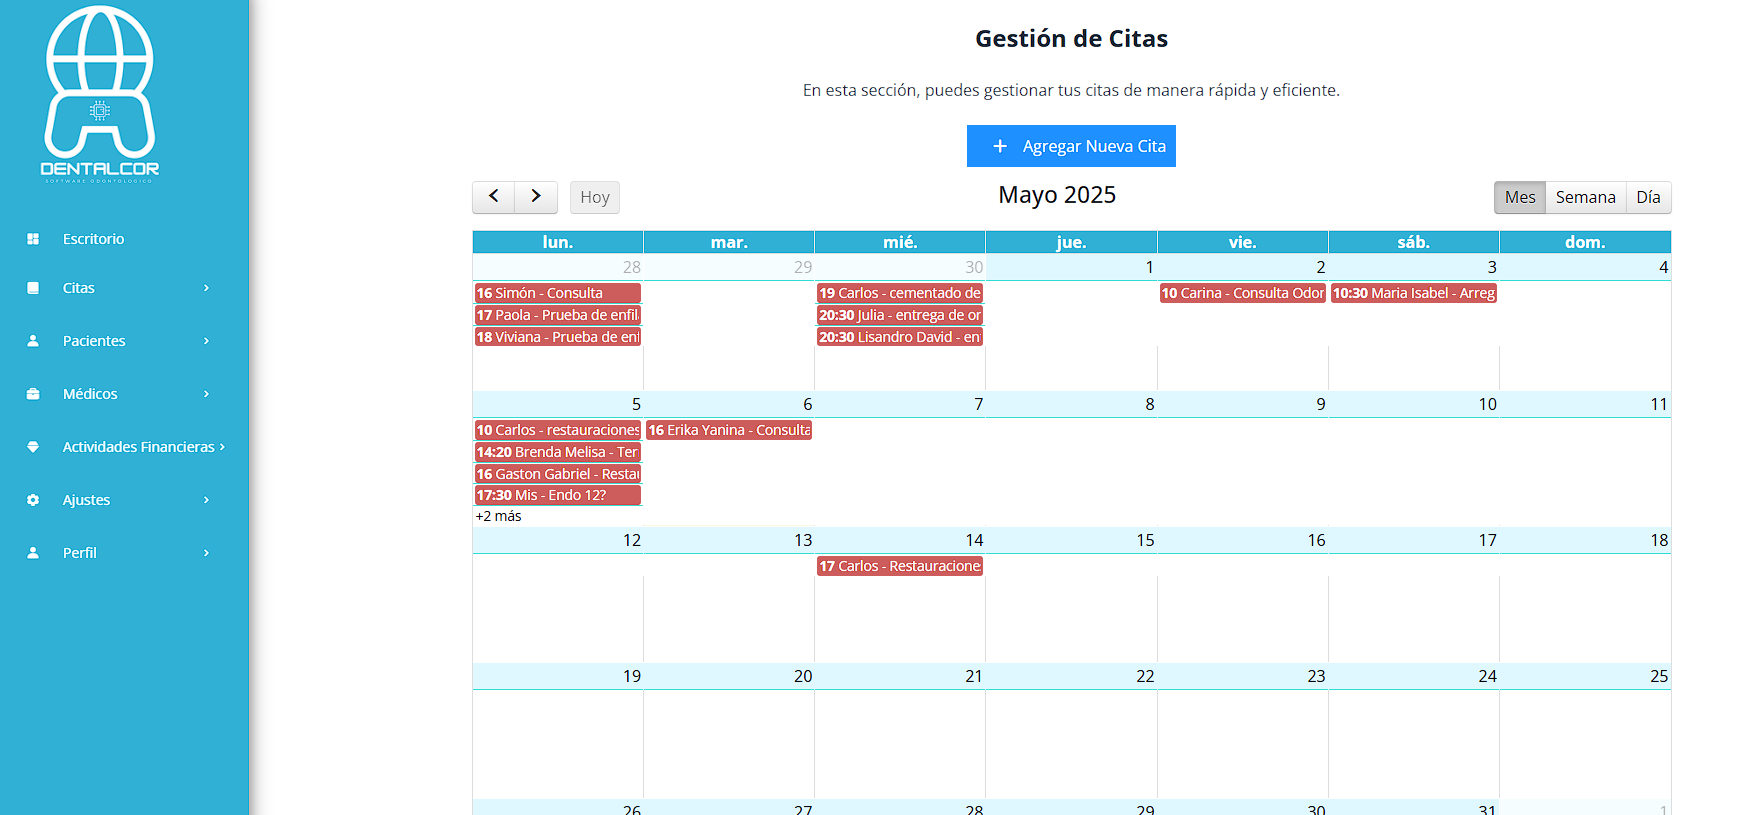 DENTALCOR
SOFTWARE ODONTOLOGICO
Escritorio
Citas
Pacientes
Médicos
Actividades Financieras
Ajustes
Perfil
Gestión de Citas
En esta sección, puedes gestionar tus citas de manera rápida y eficiente.
+ Agregar Nueva Cita
Hoy
Mayo 2025
Mes Semana Día
lun. mar. mié. jue. vie. sáb. dom.
28 29 30 1 2 3 4
16 Simón - Consulta
17 Paola - Prueba de enfil
18 Viviana - Prueba de enf
19 Carlos - cementado de
20:30 Julia - entrega de or
20:30 Lisandro David - en
10 Carina - Consulta Odor
10:30 Maria Isabel - Arreg
5 6 7 8 9 10 11
10 Carlos - restauraciones
14:20 Brenda Melisa - Ter
16 Gaston Gabriel - Restau
17:30 Mis - Endo 12?
+2 más
16 Erika Yanina - Consulta
12 13 14 15 16 17 18
17 Carlos - Restauracione
19 20 21 22 23 24 25
26 27 28 29 30 31 1